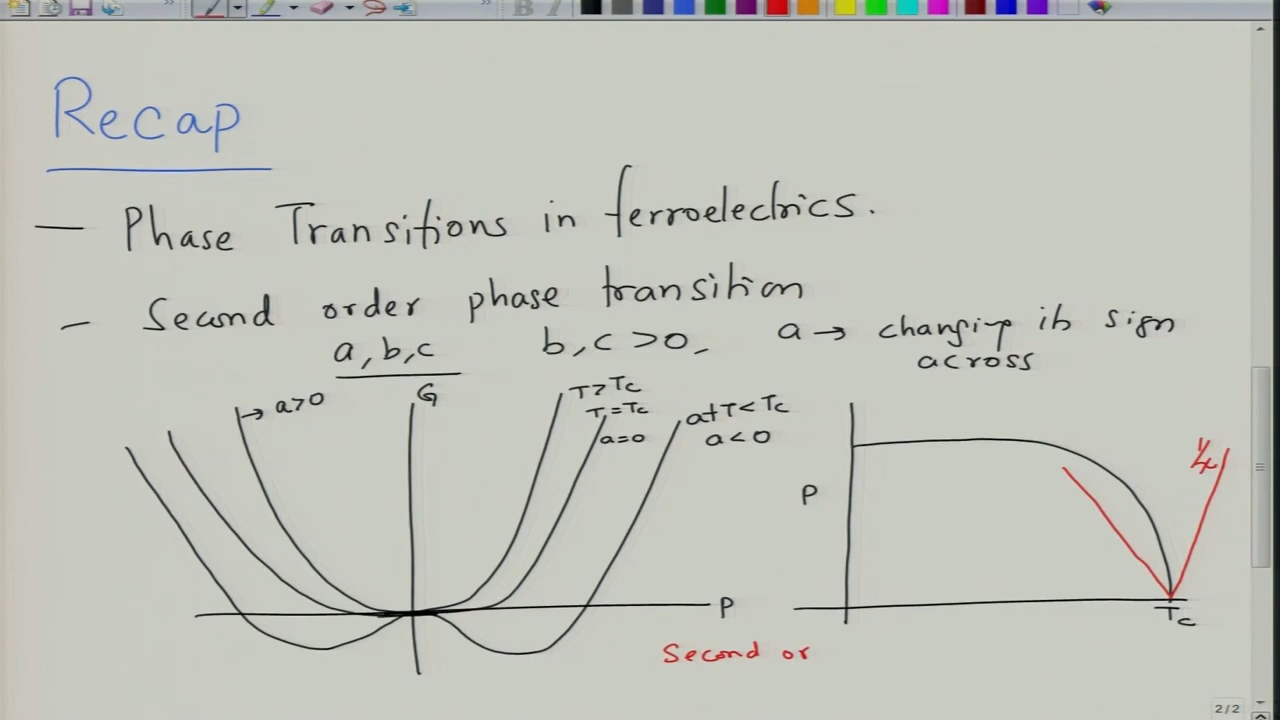 Recap
— Phase Transitions in ferroelectrics.
- Second order phase transition
a, b, c b, c >0, a → changing its sign
across
→ a>0
G
T>Tc
T=Tc
a=0
at T<Tc
a<0
P
P
Tc
Second or
2/2